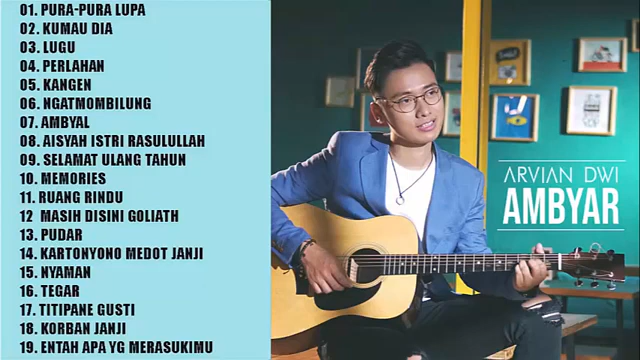 01. PURA-PURA LUPA
02. KUMAU DIA
03. LUGU
04. PERLAHAN
05. KANGEN
06. NGATMOMBILUNG
07. AMBYAL
08. AISYAH ISTRI RASULULLAH
09. SELAMAT ULANG TAHUN
10. MEMORIES
11. RUANG RINDU
12 MASIH DISINI GOLIATH
13. PUDAR
14. KARTONYONO MEDOT JANJI
15. NYAMAN
16. TEGAR
17. TITIPANE GUSTI
18. KORBAN JANJI
19. ENTAH APA YG MERASUKIMU
ARVIAN DWI
AMBYAR